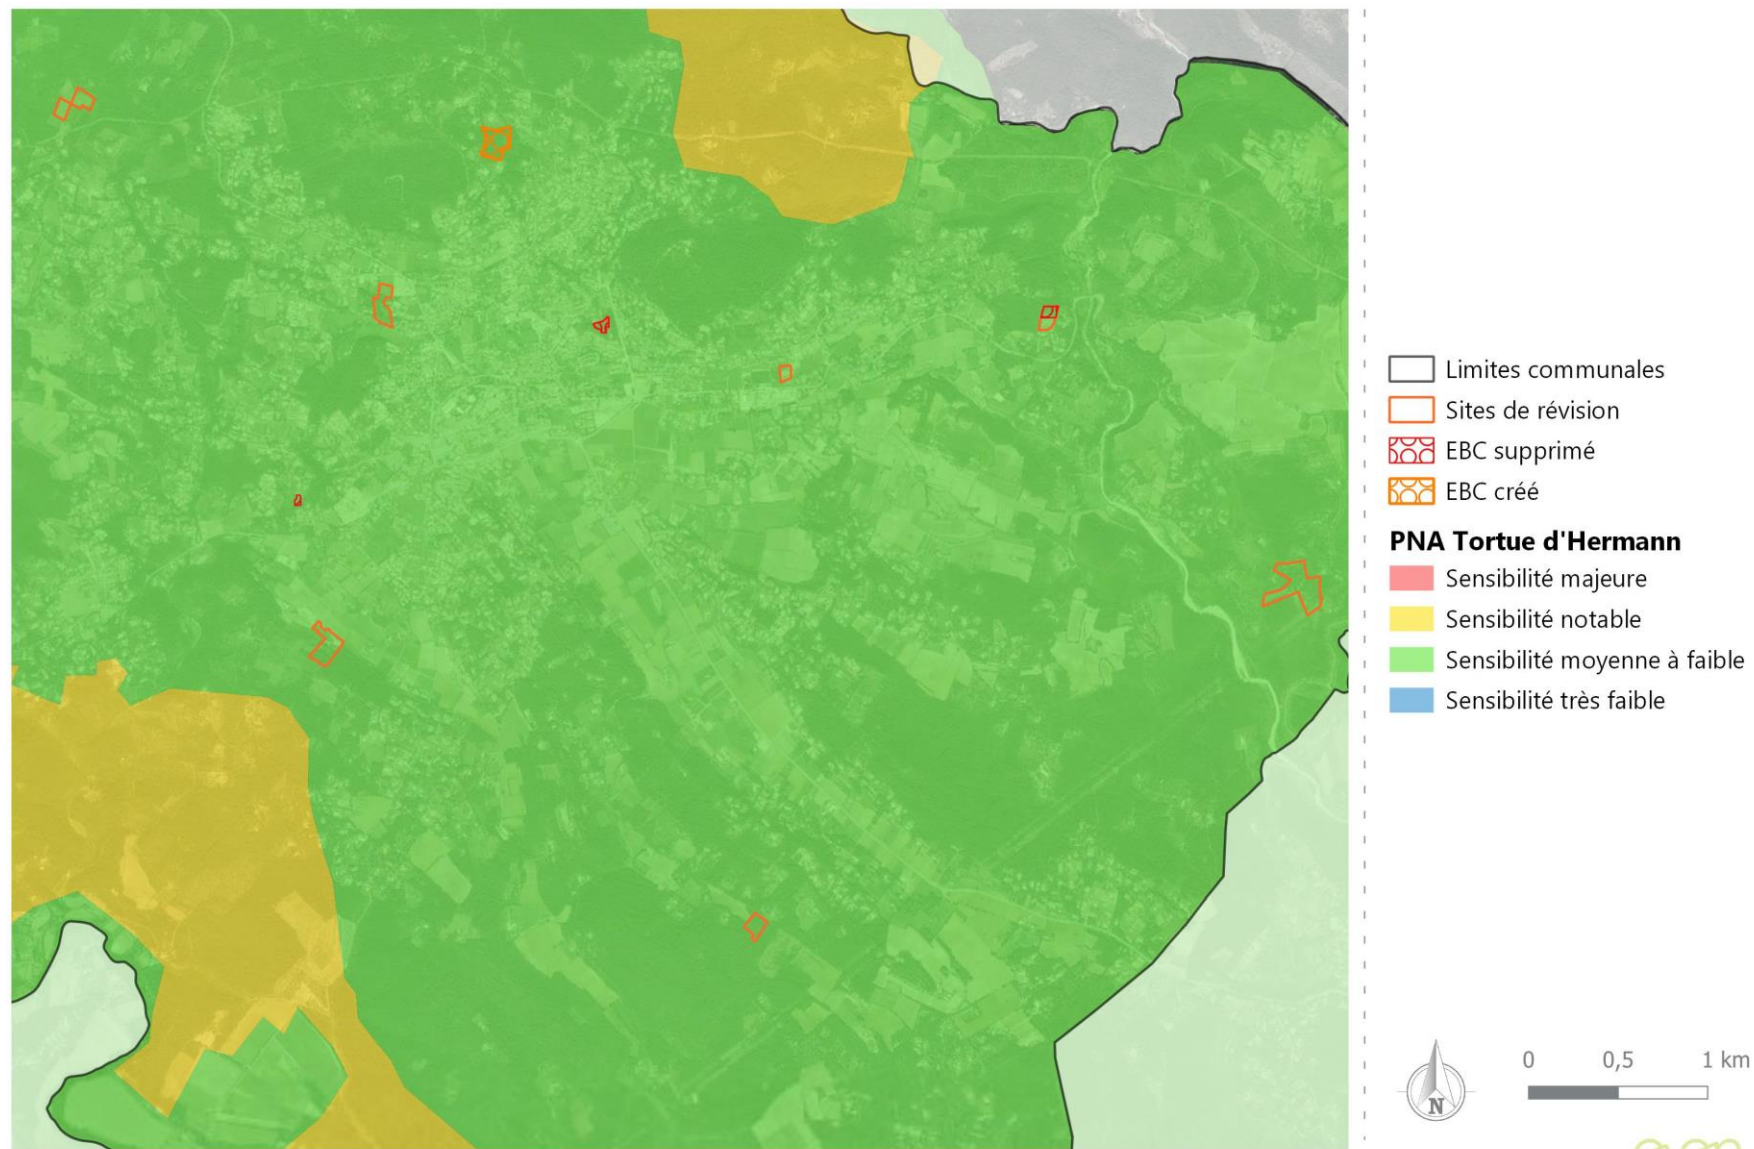 Limites communales
Sites de révision
EBC supprimé
EBC créé
PNA Tortue d'Hermann
Sensibilité majeure
Sensibilité notable
Sensibilité moyenne à faible
Sensibilité très faible
N
0 0,5 1 km